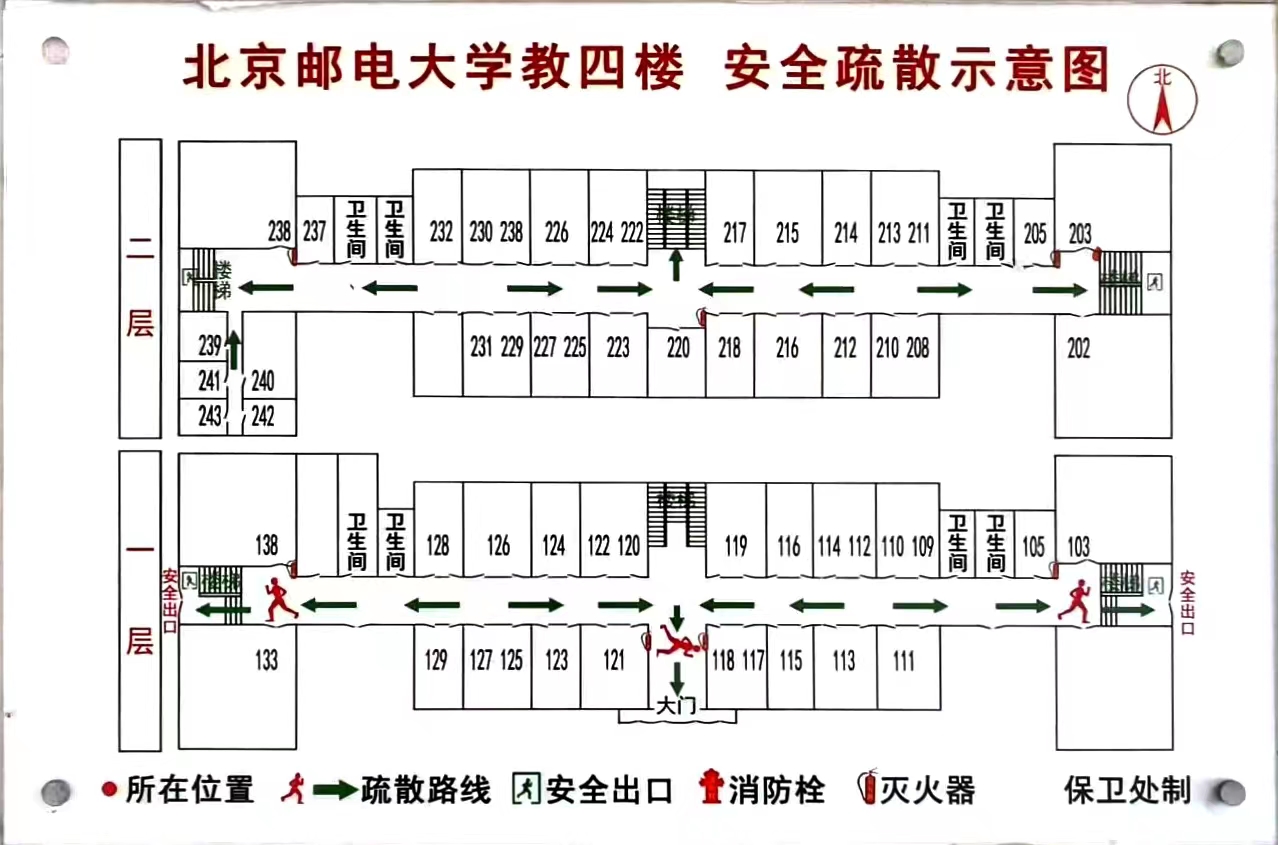 北京邮电大学教四楼 安全疏散示意图
北
二层
238 237 卫生间 卫生间 232 230 238 226 224 222 楼梯 217 215 214 213 211 卫生间 卫生间 205 203
楼梯 楼梯
239 231 229 227 225 223 220 218 216 212 210 208 202
241 240
243 242
一层
138 卫生间 卫生间 128 126 124 122 120 楼梯 119 116 114 112 110 109 卫生间 卫生间 105 103
安全出口 楼梯 楼梯 安全出口
133 129 127 125 123 121 118 117 115 113 111
大门
所在位置 疏散路线 安全出口 消防栓 灭火器 保卫处制